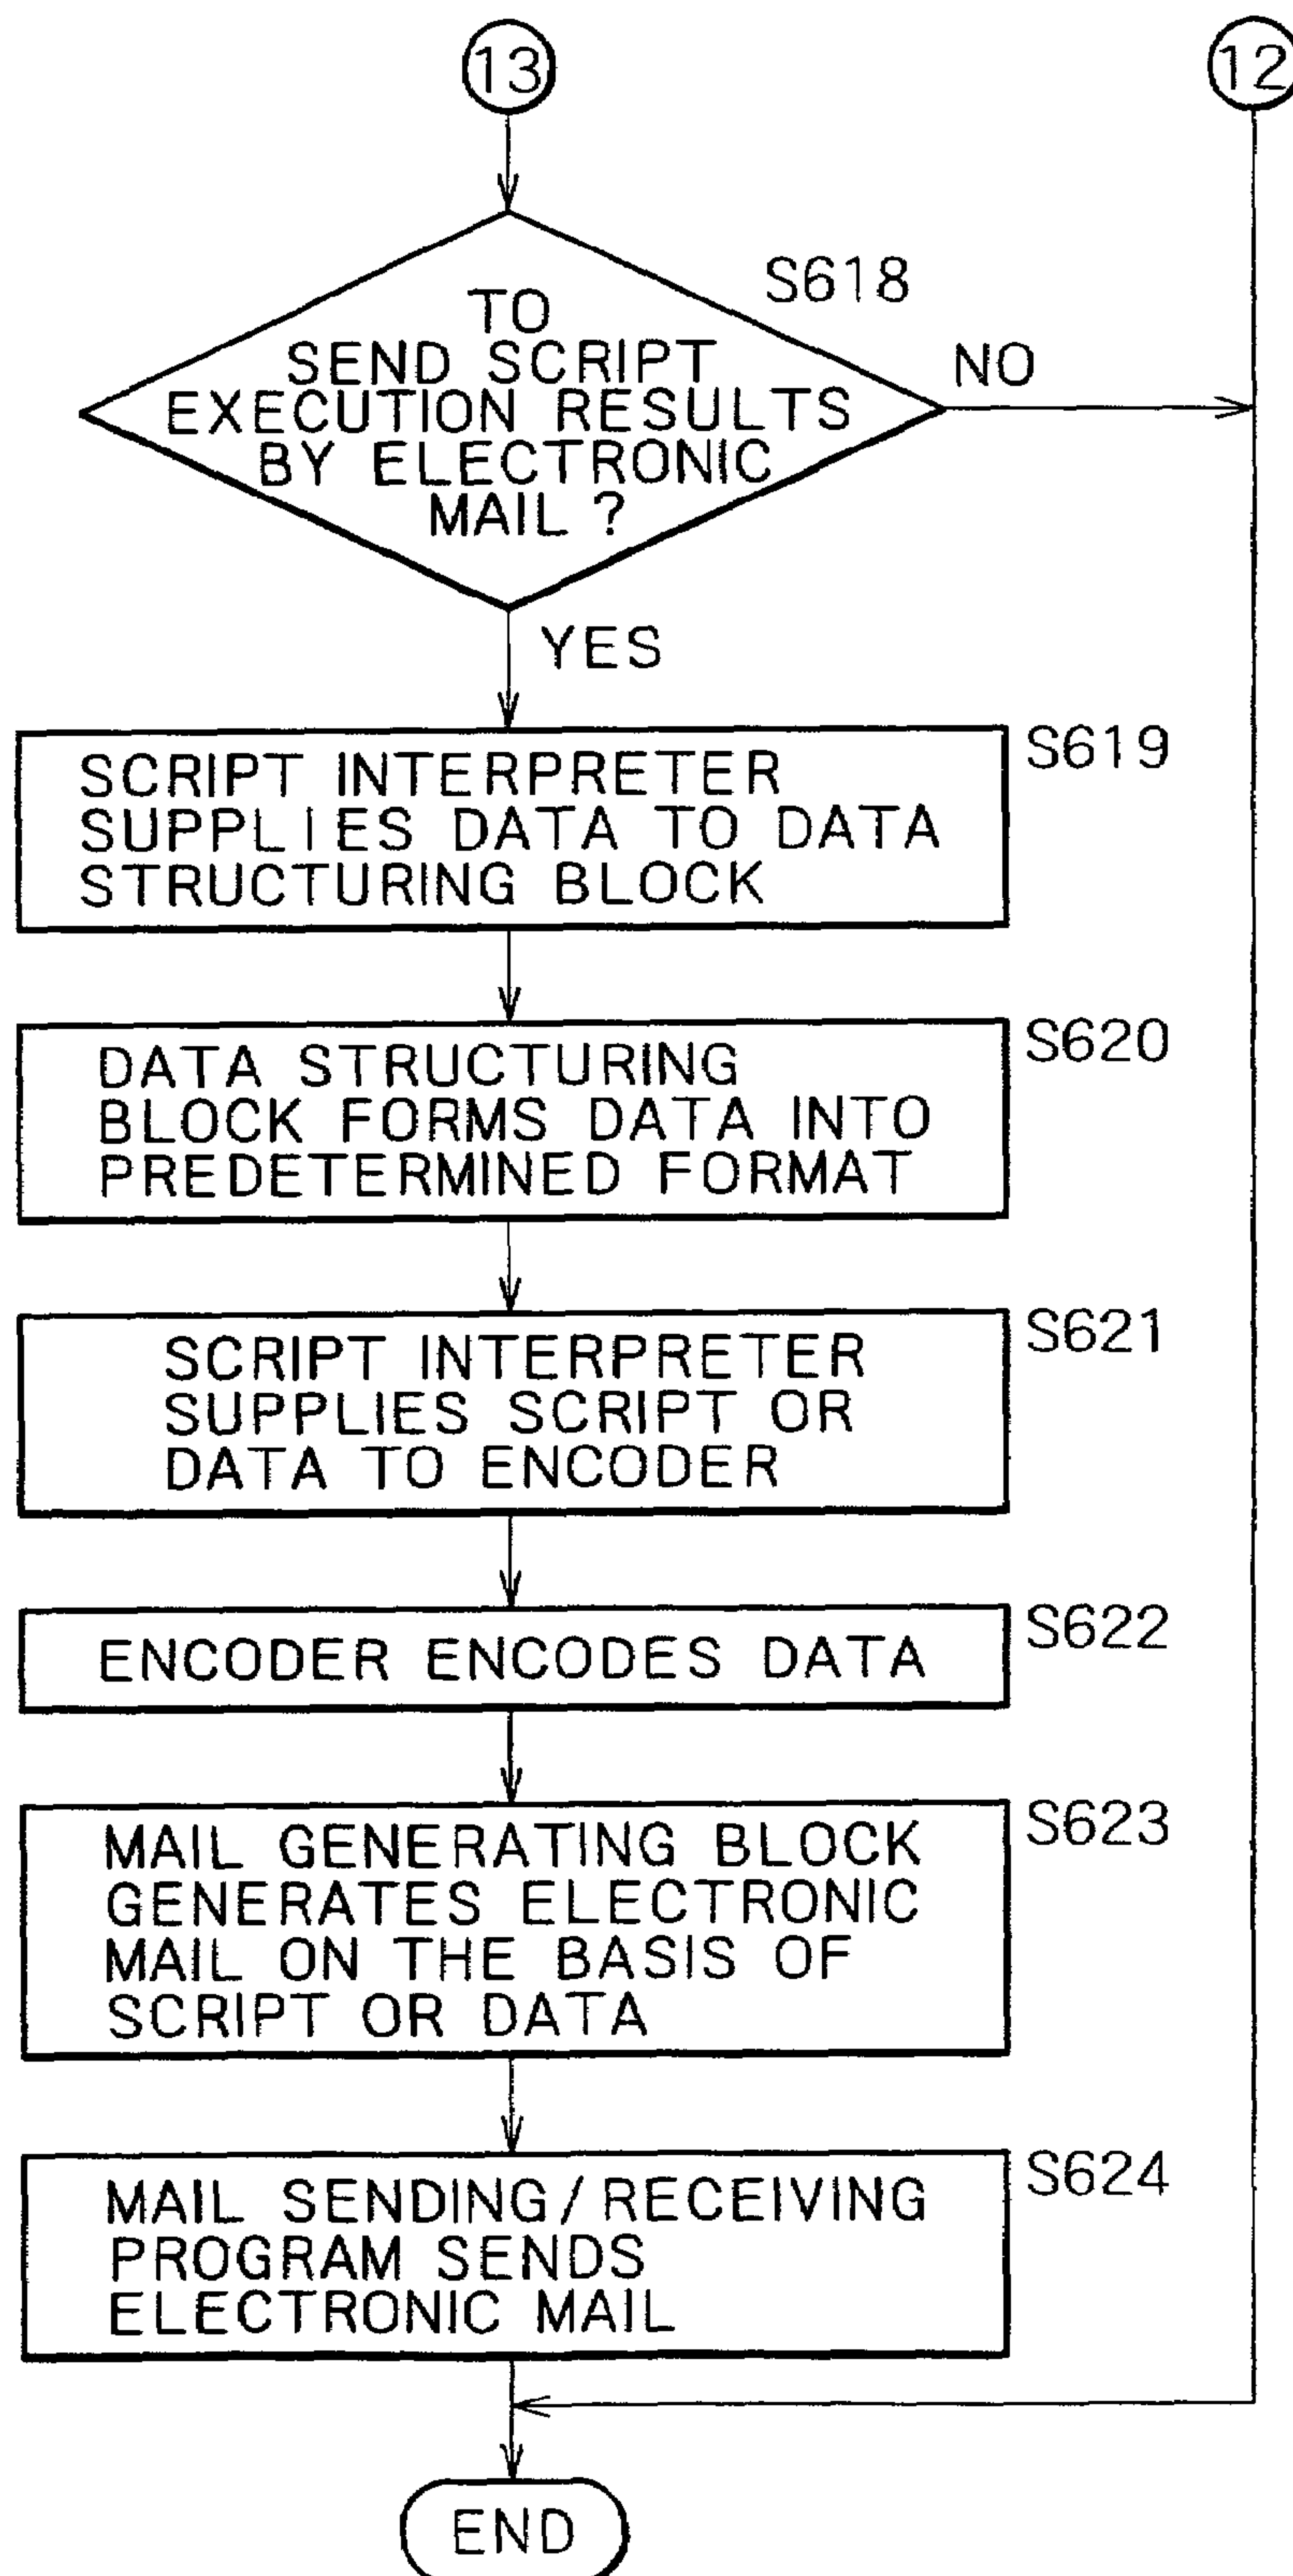 13
12
S618
TO
SEND SCRIPT
EXECUTION RESULTS
BY ELECTRONIC
MAIL ?
NO
YES
S619
SCRIPT INTERPRETER
SUPPLIES DATA TO DATA
STRUCTURING BLOCK
S620
DATA STRUCTURING
BLOCK FORMS DATA INTO
PREDETERMINED FORMAT
S621
SCRIPT INTERPRETER
SUPPLIES SCRIPT OR
DATA TO ENCODER
S622
ENCODER ENCODES DATA
S623
MAIL GENERATING BLOCK
GENERATES ELECTRONIC
MAIL ON THE BASIS OF
SCRIPT OR DATA
S624
MAIL SENDING/RECEIVING
PROGRAM SENDS
ELECTRONIC MAIL
END